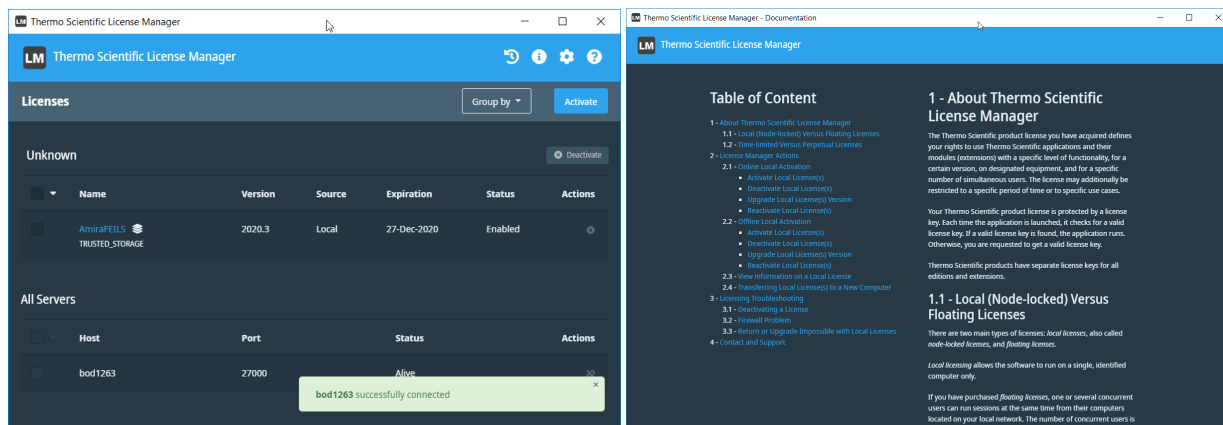 LM Thermo Scientific License Manager
LM Thermo Scientific License Manager
Licenses
Group by
Activate
Unknown
Deactivate
Name Version Source Expiration Status Actions
AmiraFEILS 2020.3 Local 27-Dec-2020 Enabled
TRUSTED_STORAGE
All Servers
Host Port Status Actions
bod1263 27000 Alive
bod1263 successfully connected
LM Thermo Scientific License Manager - Documentation
LM Thermo Scientific License Manager
Table of Content
1 - About Thermo Scientific License Manager
1.1 - Local (Node-locked) Versus Floating Licenses
1.2 - Time-limited Versus Perpetual Licenses
2 - License Manager Actions
2.1 - Online Local Activation
Activate Local License(s)
Deactivate Local License(s)
Upgrade Local License(s) Version
Reactivate Local License(s)
2.2 - Offline Local Activation
Activate Local License(s)
Deactivate Local License(s)
Upgrade Local License(s) Version
Reactivate Local License(s)
2.3 - View information on a Local License
2.4 - Transferring Local License(s) to a New Computer
3 - Licensing Troubleshooting
3.1 - Deactivating a License
3.2 - Firewall Problem
3.3 - Return or Upgrade Impossible with Local Licenses
4 - Contact and Support
1 - About Thermo Scientific
License Manager
The Thermo Scientific product license you have acquired defines
your rights to use Thermo Scientific applications and their
modules (extensions) with a specific level of functionality, for a
certain version, on designated equipment, and for a specific
number of simultaneous users. The license may additionally be
restricted to a specific period of time or to specific use cases.
Your Thermo Scientific product license is protected by a license
key. Each time the application is launched, it checks for a valid
license key. If a valid license key is found, the application runs.
Otherwise, you are requested to get a valid license key.
Thermo Scientific products have separate license keys for all
editions and extensions.
1.1 - Local (Node-locked) Versus
Floating Licenses
There are two main types of licenses: local licenses, also called
node-locked licenses, and floating licenses.
Local licensing allows the software to run on a single, identified
computer only.
If you have purchased floating licenses, one or several concurrent
users can run sessions at the same time from their computers
located on your local network. The number of concurrent users is